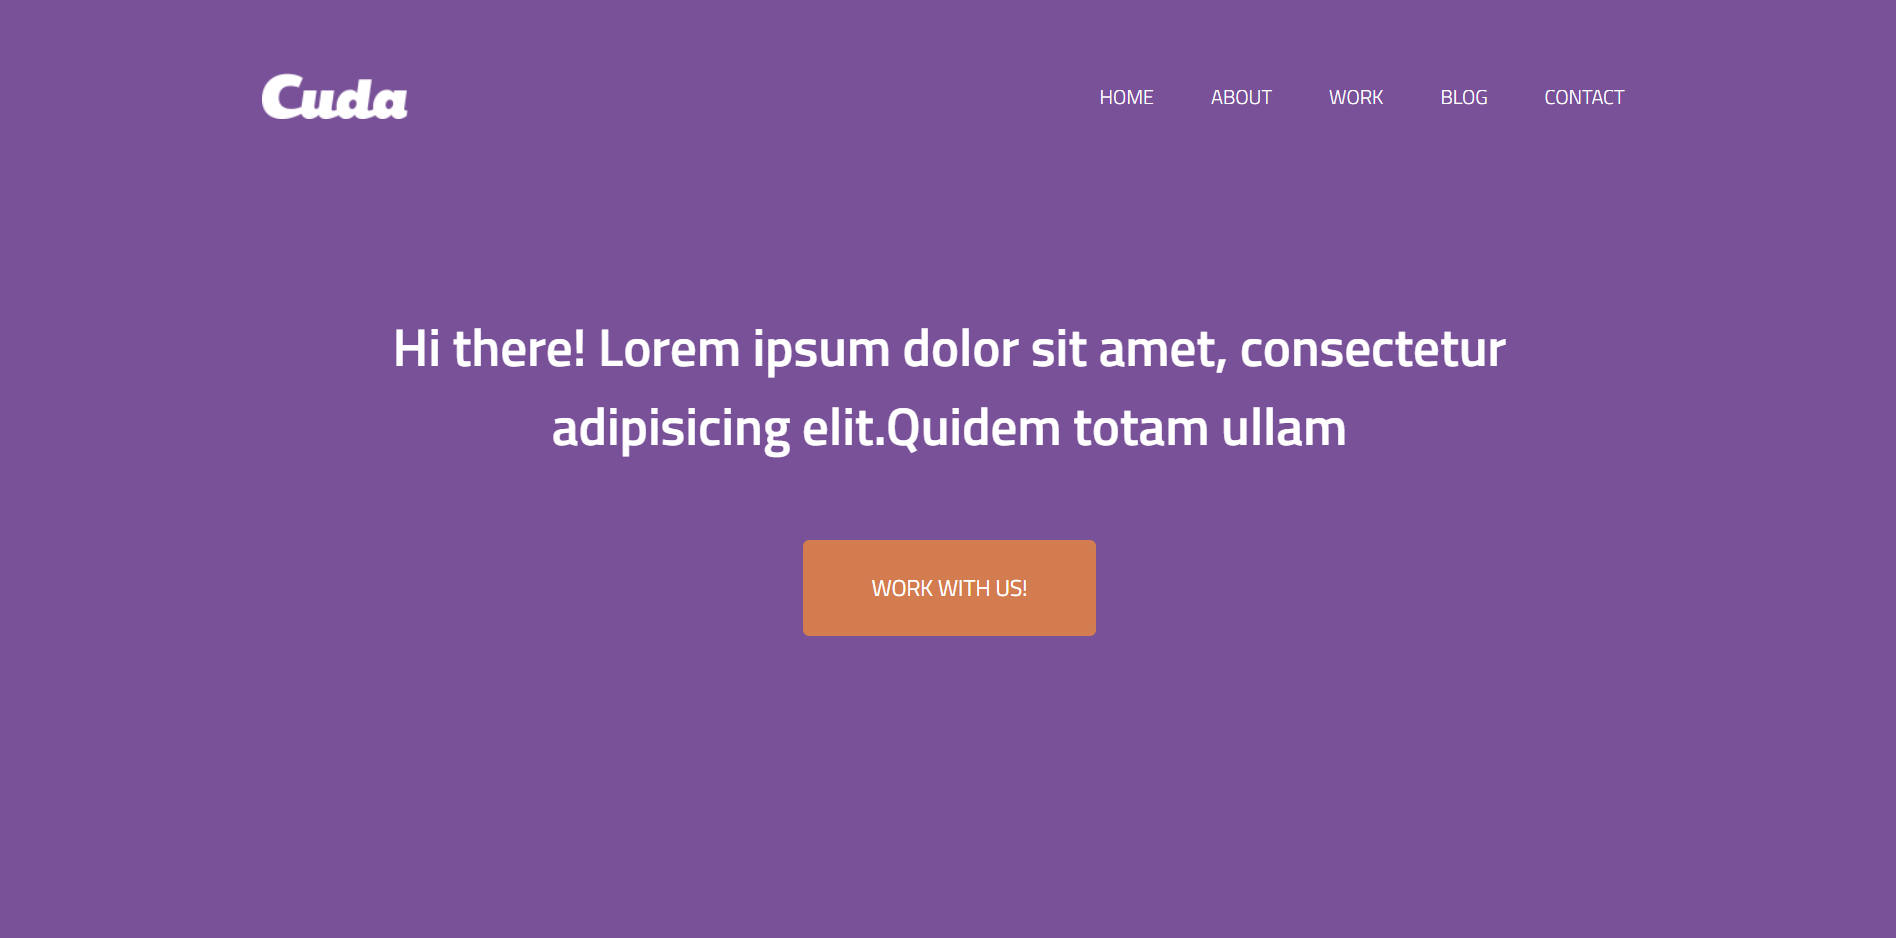 Cuda
HOME ABOUT WORK BLOG CONTACT
Hi there! Lorem ipsum dolor sit amet, consectetur
adipisicing elit.Quidem totam ullam
WORK WITH US!